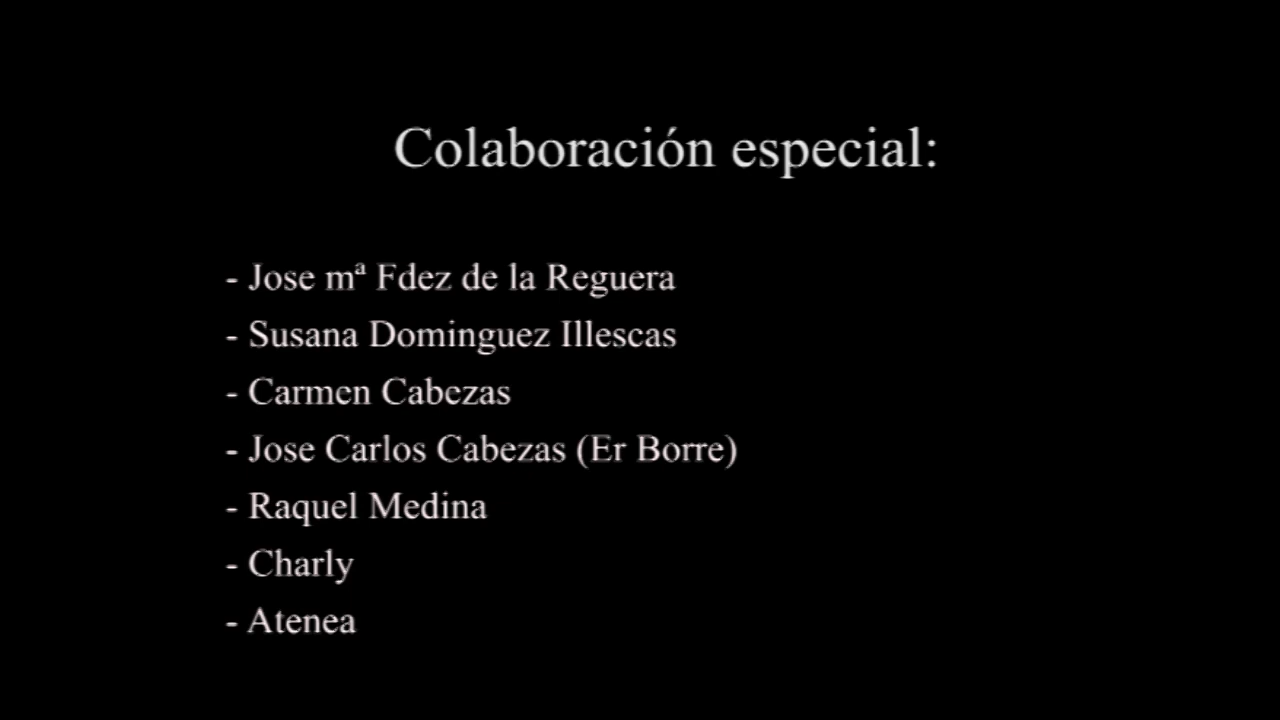 Colaboración especial:
- Jose mª Fdez de la Reguera
- Susana Dominguez Illescas
- Carmen Cabezas
- Jose Carlos Cabezas (Er Borre)
- Raquel Medina
- Charly
- Atenea